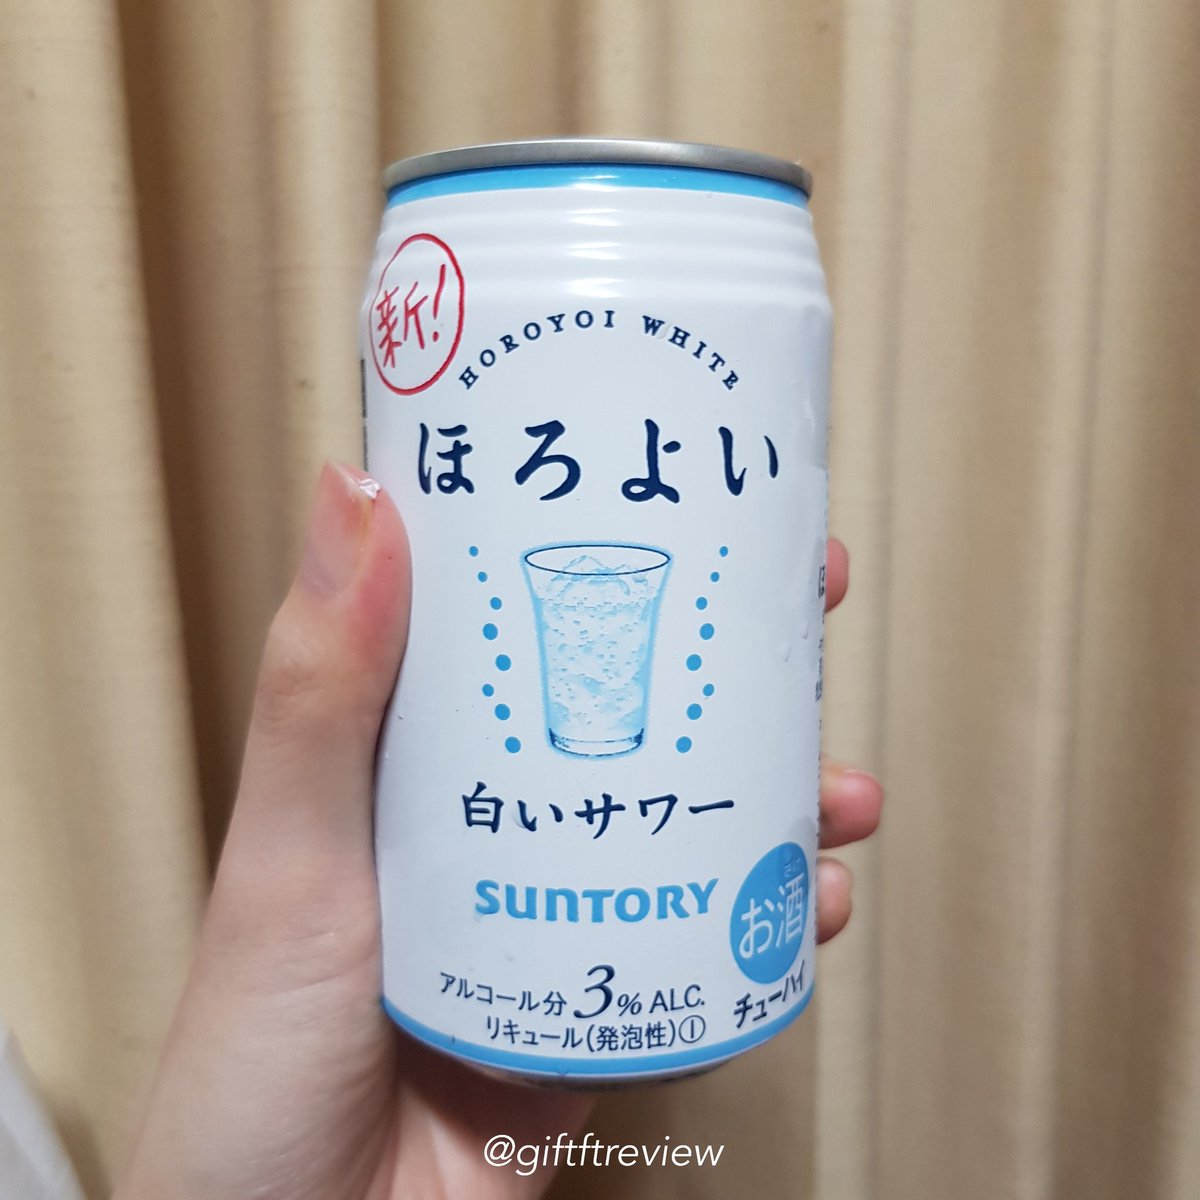 新!
HOROYOI WHITE
ほろよい
白いサワー
SUNTORY
さけ
お酒
チューハイ
アルコール分 3% ALC.
リキュール(発泡性)①
@giftftreview